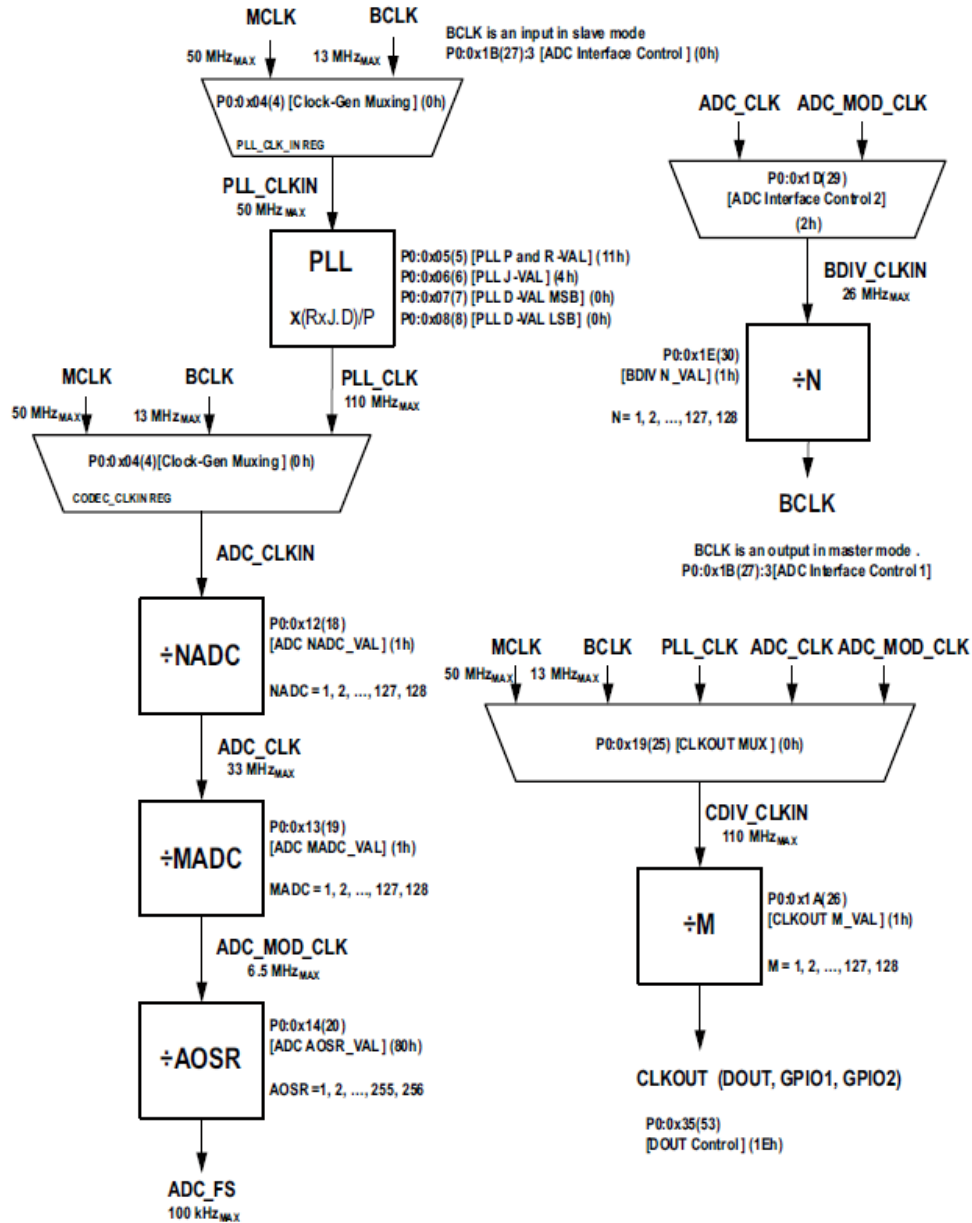 MCLK BCLK
BCLK is an input in slave mode
P0:0x1B(27):3 [ADC Interface Control] (0h)
50 MHzMAX 13 MHzMAX
P0:0x04(4) [Clock-Gen Muxing] (0h)
PLL_CLK_IN REG
PLL_CLKIN
50 MHzMAX
PLL
x(RxJ.D)/P
P0:0x05(5) [PLL P and R-VAL] (11h)
P0:0x06(6) [PLL J-VAL] (4h)
P0:0x07(7) [PLL D-VAL MSB] (0h)
P0:0x08(8) [PLL D-VAL LSB] (0h)
MCLK BCLK PLL_CLK
50 MHzMAX 13 MHzMAX 110 MHzMAX
P0:0x04(4)[Clock-Gen Muxing] (0h)
CODEC_CLKIN REG
ADC_CLKIN
÷NADC
P0:0x12(18)
[ADC NADC_VAL] (1h)
NADC = 1, 2, ..., 127, 128
ADC_CLK
33 MHzMAX
÷MADC
P0:0x13(19)
[ADC MADC_VAL] (1h)
MADC = 1, 2, ..., 127, 128
ADC_MOD_CLK
6.5 MHzMAX
÷AOSR
P0:0x14(20)
[ADC AOSR_VAL] (80h)
AOSR =1, 2, ..., 255, 256
ADC_FS
100 kHzMAX
ADC_CLK ADC_MOD_CLK
P0:0x1D(29)
[ADC Interface Control 2]
(2h)
BDIV_CLKIN
26 MHzMAX
P0:0x1E(30)
[BDIV N_VAL] (1h)
N = 1, 2, ..., 127, 128
÷N
BCLK
BCLK is an output in master mode .
P0:0x1B(27):3[ADC Interface Control 1]
MCLK BCLK PLL_CLK ADC_CLK ADC_MOD_CLK
50 MHzMAX 13 MHzMAX
P0:0x19(25) [CLKOUT MUX] (0h)
CDIV_CLKIN
110 MHzMAX
÷M
P0:0x1A(26)
[CLKOUT M_VAL] (1h)
M = 1, 2, ..., 127, 128
CLKOUT (DOUT, GPIO1, GPIO2)
P0:0x35(53)
[DOUT Control] (1Eh)